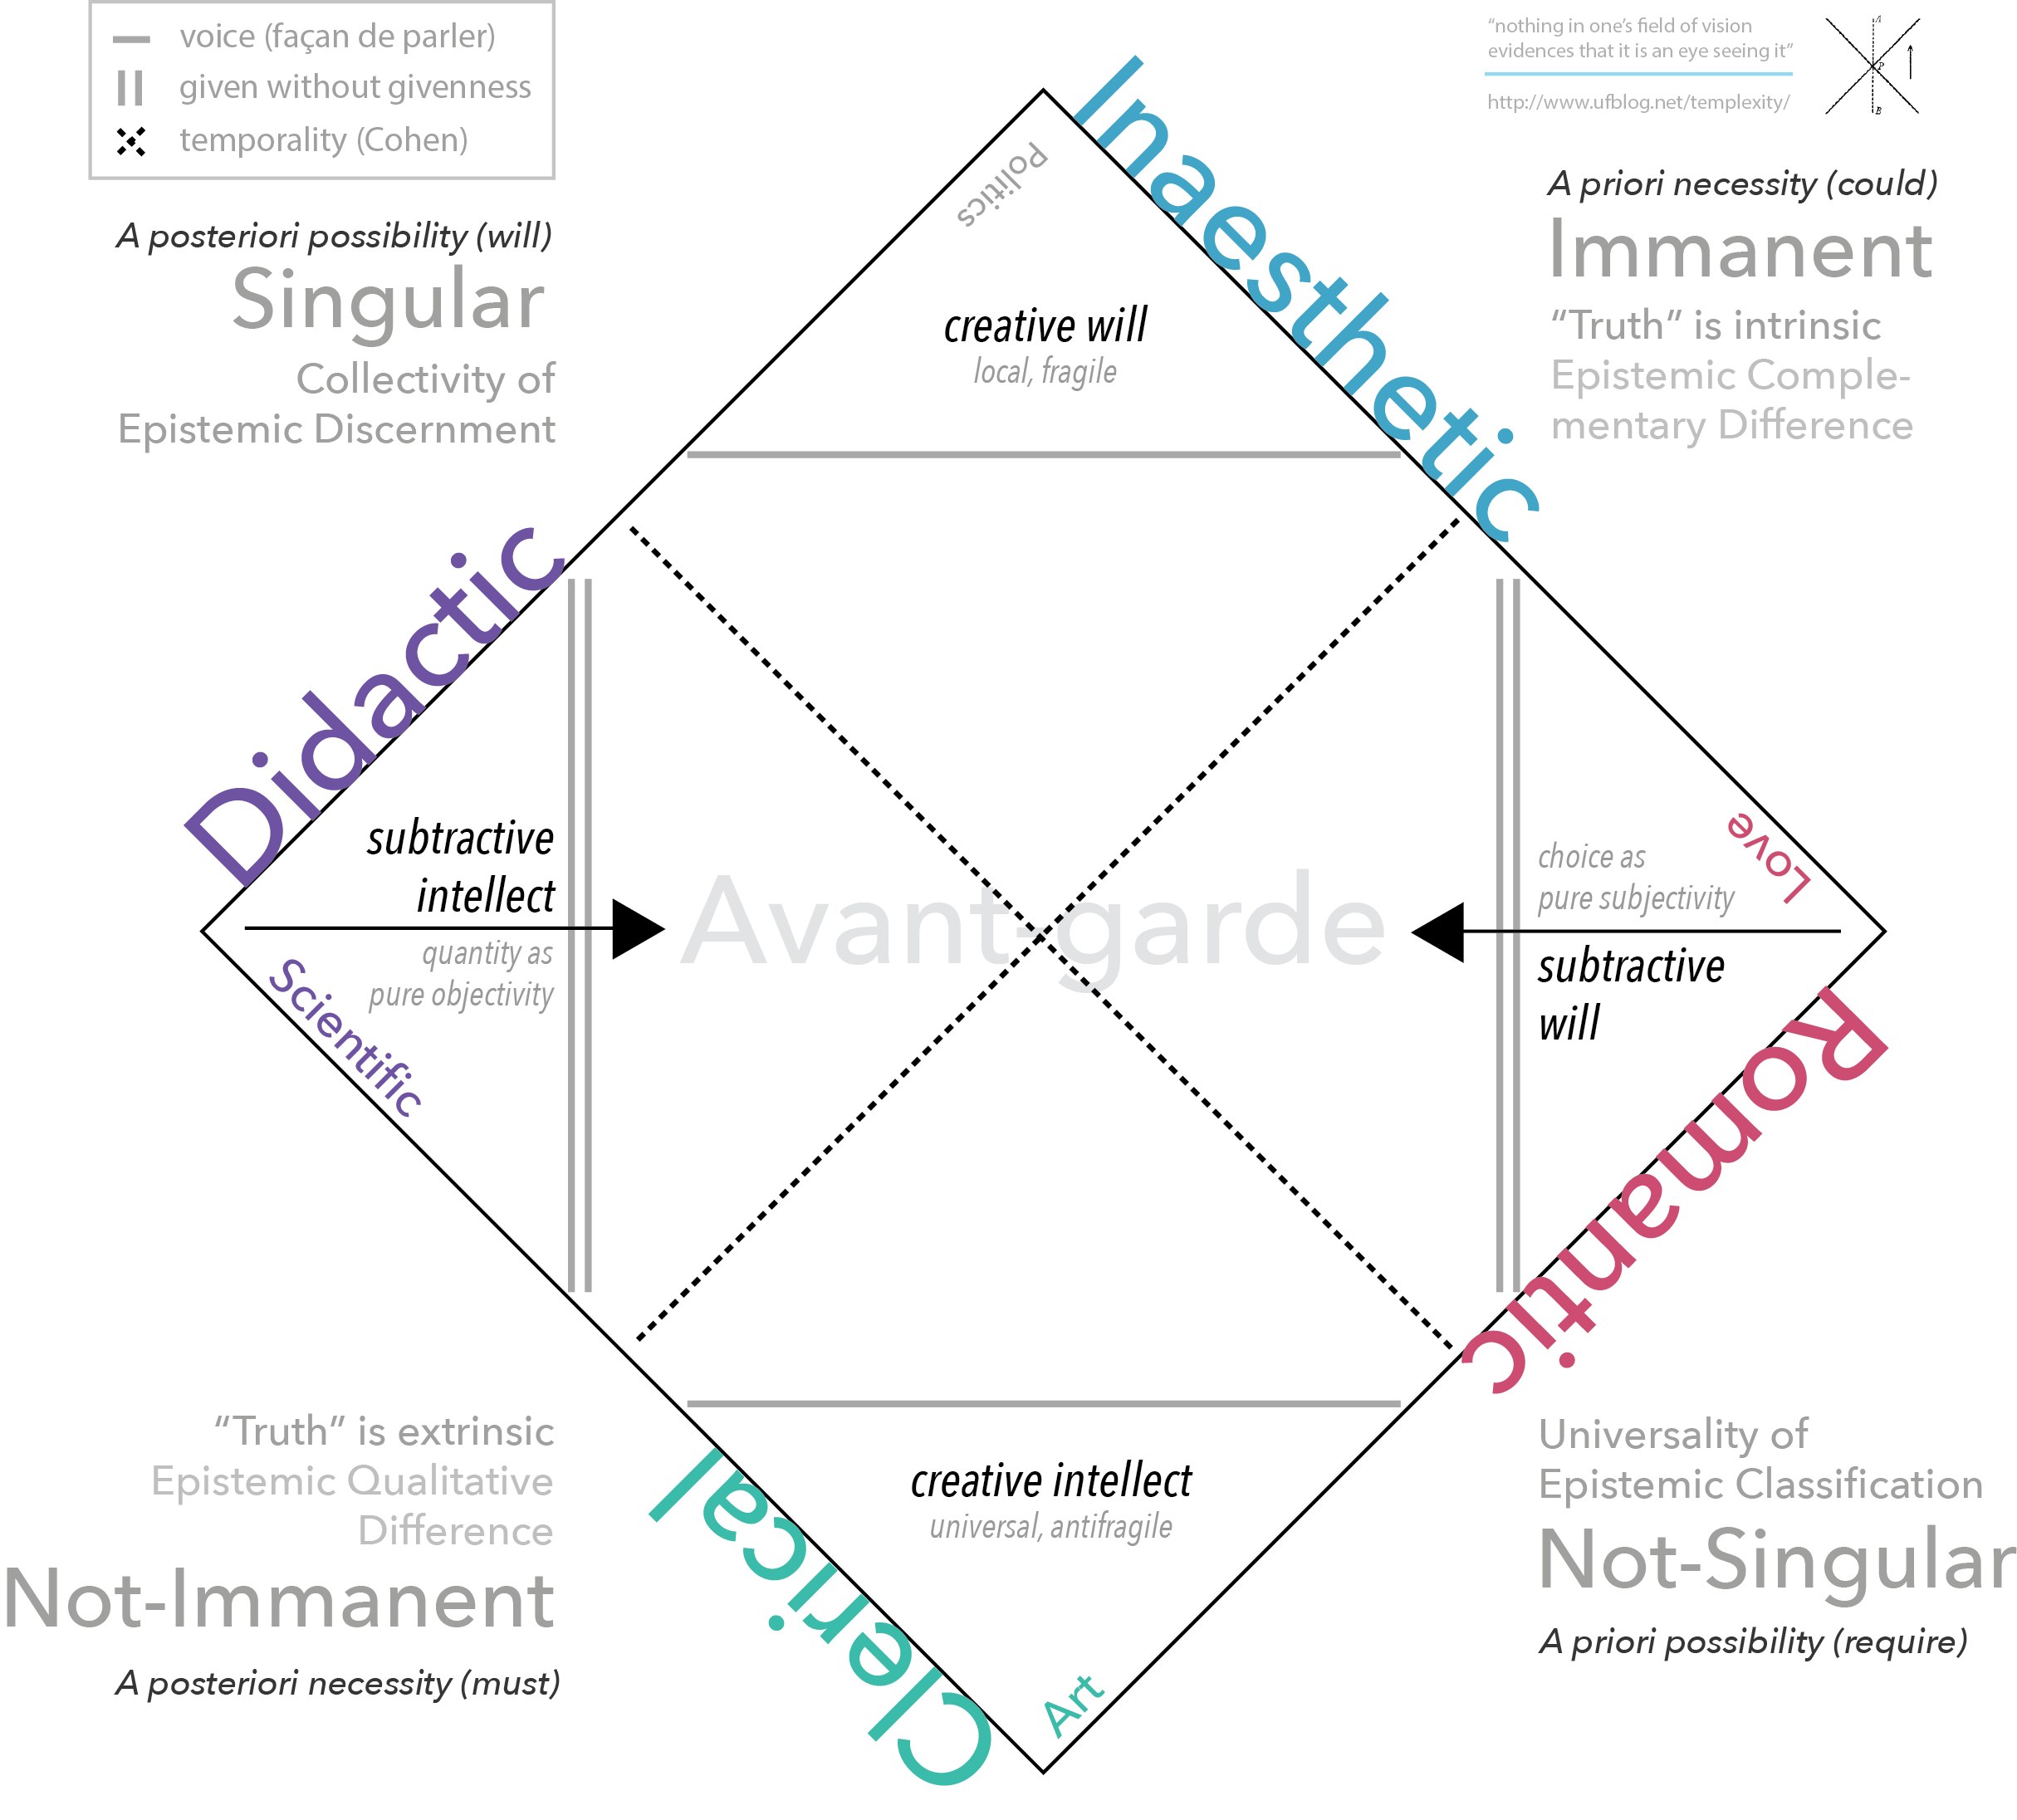 voice (façan de parler)
given without givenness
temporality (Cohen)
“nothing in one’s field of vision
evidences that it is an eye seeing it”
http://www.ufblog.net/templexity/
A
P
B
A posteriori possibility (will)
Singular
Collectivity of
Epistemic Discernment
A priori necessity (could)
Immanent
“Truth” is intrinsic
Epistemic Comple-
mentary Difference
Politics
Inaesthetic
creative will
local, fragile
Didactic
subtractive
intellect
quantity as
pure objectivity
Scientific
Avant-garde
choice as
pure subjectivity
subtractive
will
Love
Romantic
creative intellect
universal, antifragile
Clerical
Art
“Truth” is extrinsic
Epistemic Qualitative
Difference
Not-Immanent
A posteriori necessity (must)
Universality of
Epistemic Classification
Not-Singular
A priori possibility (require)